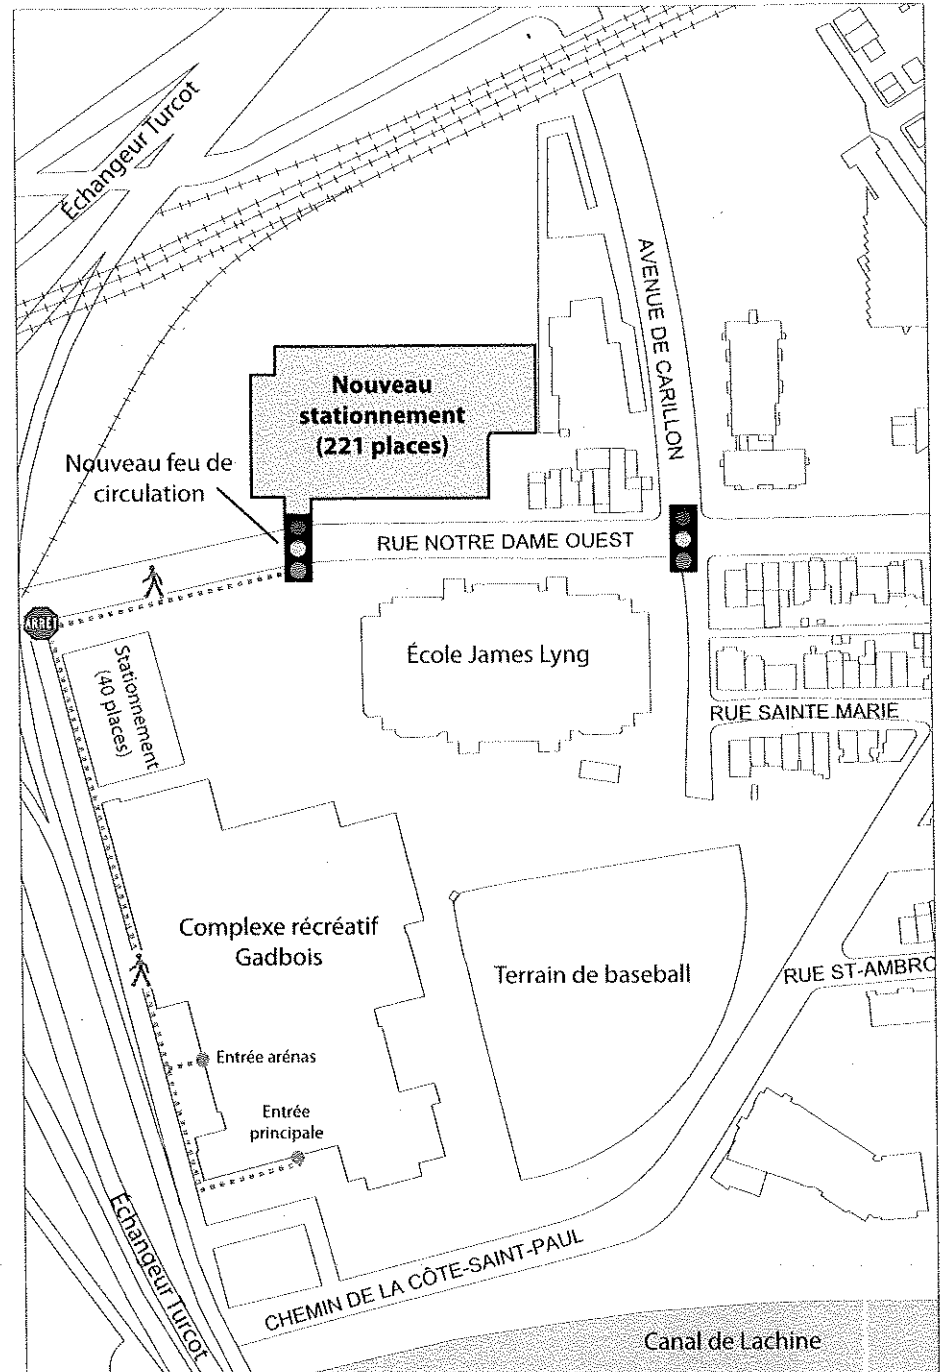 Échangeur Turcot
AVENUE DE CARILLON
Nouveau
stationnement
(221 places)
Nouveau feu de
circulation
RUE NOTRE DAME OUEST
ARRÊT
École James Lyng
Stationnement
(40 places)
RUE SAINTE MARIE
Complexe récréatif
Gadbois
Terrain de baseball
RUE ST-AMBRO
Entrée arénas
Entrée
principale
Échangeur Turcot
CHEMIN DE LA CÔTE-SAINT-PAUL
Canal de Lachine